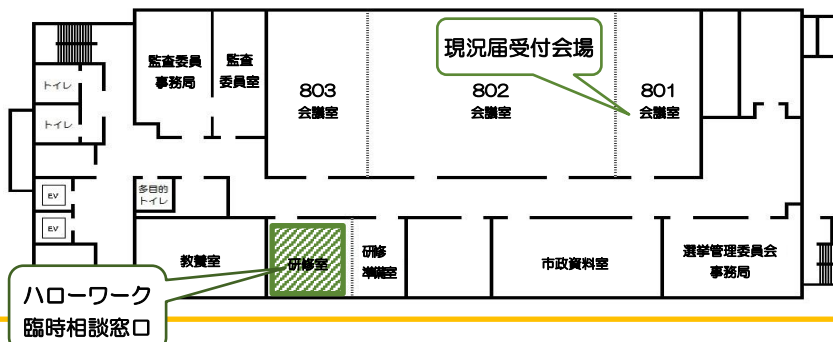 現況届受付会場
監査委員
事務局
監査
委員室
803
会議室
802
会議室
801
会議室
トイレ
トイレ
EV
EV
多目的
トイレ
教養室
研修室
研修
準備室
市政資料室
選挙管理委員会
事務局
ハローワーク
臨時相談窓口